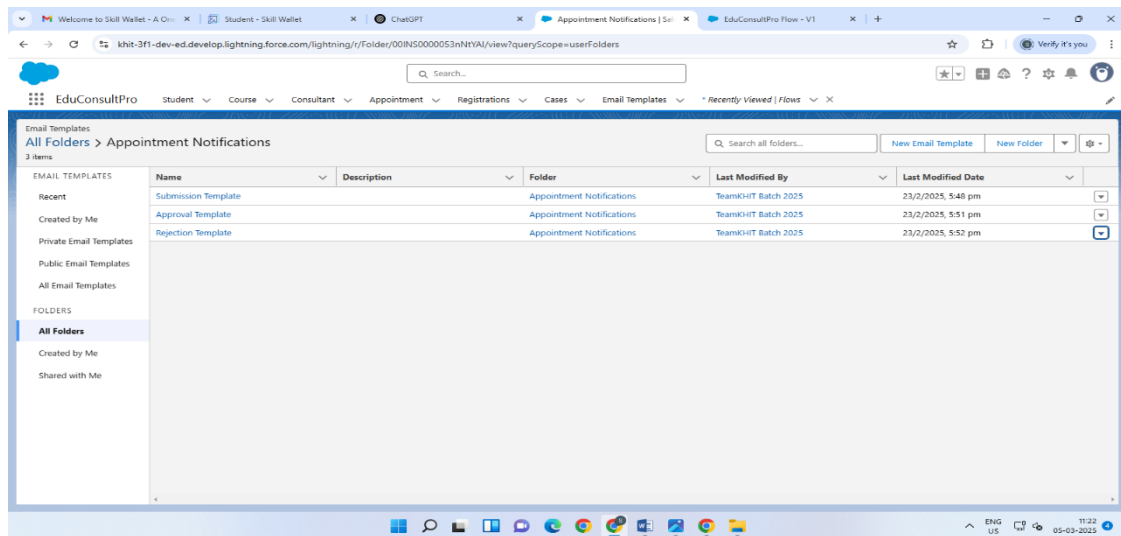 Welcome to Skill Wallet - A On
Student - Skill Wallet
ChatGPT
Appointment Notifications | Sal
EduConsultPro Flow - V1
khit-3f1-dev-ed.develop.lightning.force.com/lightning/r/Folder/00lNS0000053nNtYAI/view?queryScope=userFolders
Verify it's you
Search...
EduConsultPro Student Course Consultant Appointment Registrations Cases Email Templates * Recently Viewed | Flows
Email Templates
All Folders > Appointment Notifications
3 items
Search all folders...
New Email Template
New Folder
EMAIL TEMPLATES
Recent
Created by Me
Private Email Templates
Public Email Templates
All Email Templates
FOLDERS
All Folders
Created by Me
Shared with Me
Name Description Folder Last Modified By Last Modified Date
Submission Template Appointment Notifications TeamKHIT Batch 2025 23/2/2025, 5:48 pm
Approval Template Appointment Notifications TeamKHIT Batch 2025 23/2/2025, 5:51 pm
Rejection Template Appointment Notifications TeamKHIT Batch 2025 23/2/2025, 5:52 pm
ENG
US
11:22
05-03-2025
4